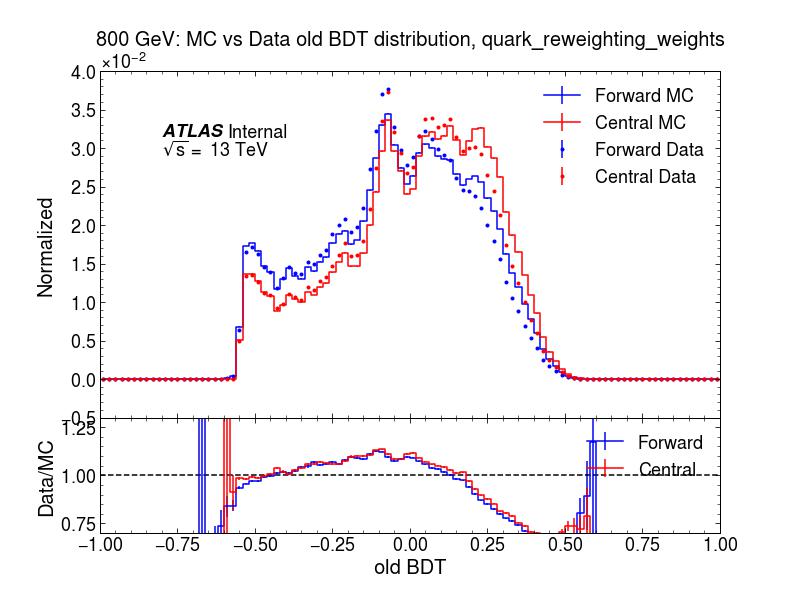 800 GeV: MC vs Data old BDT distribution, quark_reweighting_weights
×10⁻²
4.0
3.5
3.0
2.5
2.0
1.5
1.0
0.5
0.0
−0.5
Normalized
ATLAS Internal
√s = 13 TeV
Forward MC
Central MC
Forward Data
Central Data
1.25
1.00
0.75
Data/MC
Forward
Central
−1.00 −0.75 −0.50 −0.25 0.00 0.25 0.50 0.75 1.00
old BDT